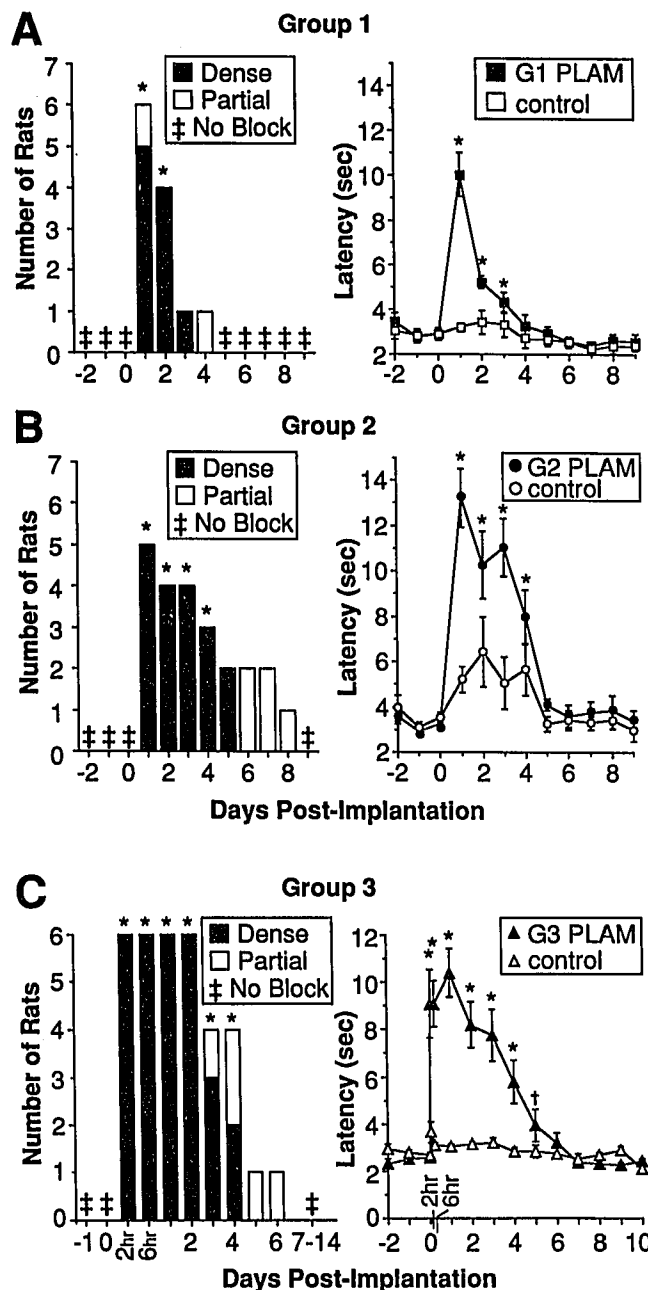 A
Group 1
Number of Rats
7
6
5
4
3
2
1
0
* *
Dense
Partial
‡ No Block
‡ ‡ ‡ ‡ ‡ ‡ ‡ ‡
-2 0 2 4 6 8
Latency (sec)
14
12
10
8
6
4
2
* * *
G1 PLAM
control
-2 0 2 4 6 8
B
Group 2
Number of Rats
7
6
5
4
3
2
1
0
* * * *
Dense
Partial
‡ No Block
‡ ‡ ‡ ‡
-2 0 2 4 6 8
Latency (sec)
14
12
10
8
6
4
2
* * * *
G2 PLAM
control
-2 0 2 4 6 8
Days Post-Implantation
C
Group 3
Number of Rats
6
5
4
3
2
1
0
* * * * * *
Dense
Partial
‡ No Block
‡ ‡ ‡
-1 0 2hr 6hr 2 4 6 7-14
Days Post-Implantation
Latency (sec)
12
10
8
6
4
2
0
* * * * * * †
G3 PLAM
control
2hr
6hr
-2 0 2 4 6 8 10
Days Post-Implantation